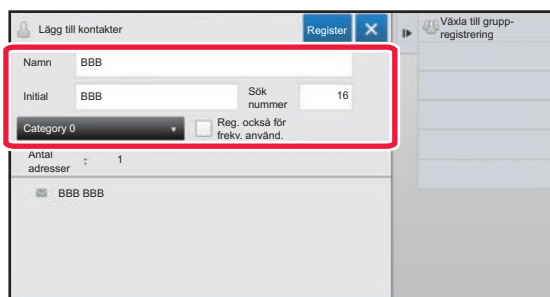 Lägg till kontakter
Register
Växla till grupp-
registrering
Namn
BBB
Initial
BBB
Sök
nummer
16
Category 0
Reg. också för
frekv. använd.
Antal
adresser
:
1
BBB BBB